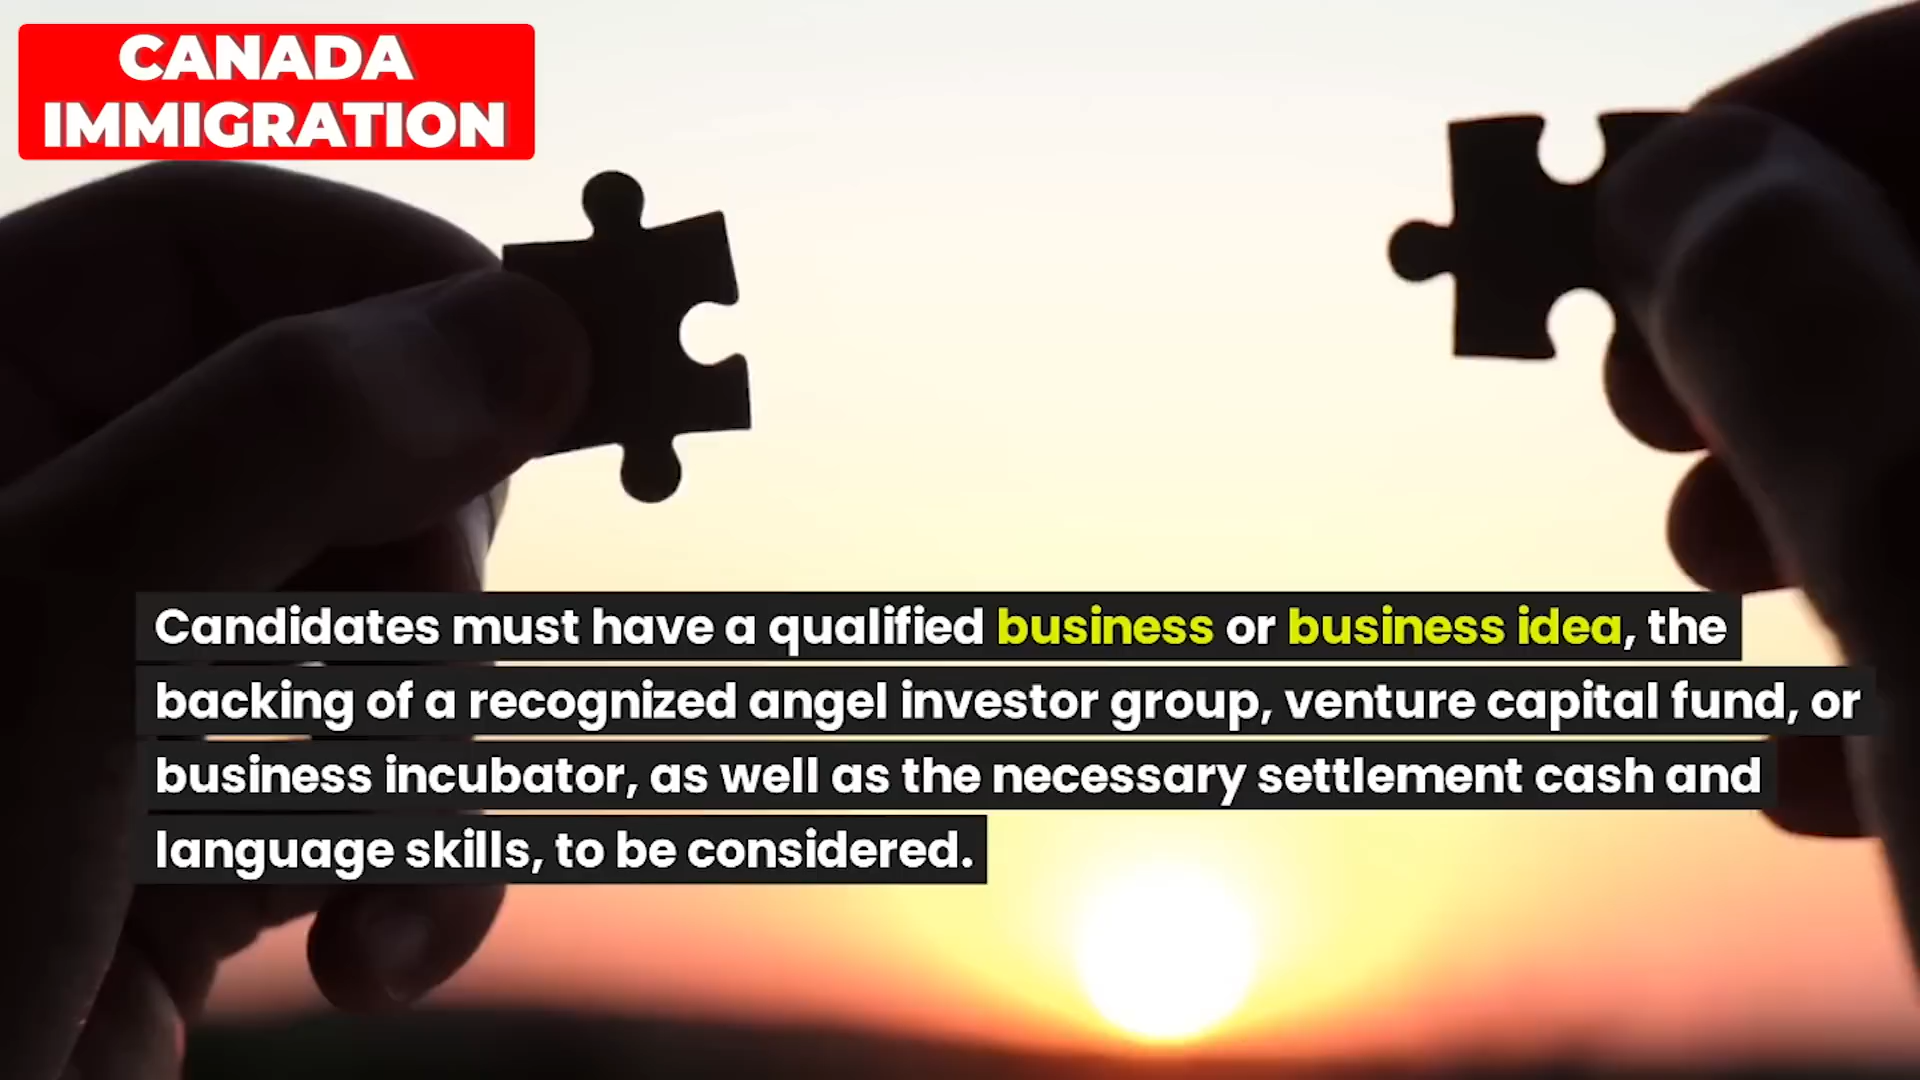 CANADA
IMMIGRATION
Candidates must have a qualified business or business idea, the
backing of a recognized angel investor group, venture capital fund, or
business incubator, as well as the necessary settlement cash and
language skills, to be considered.